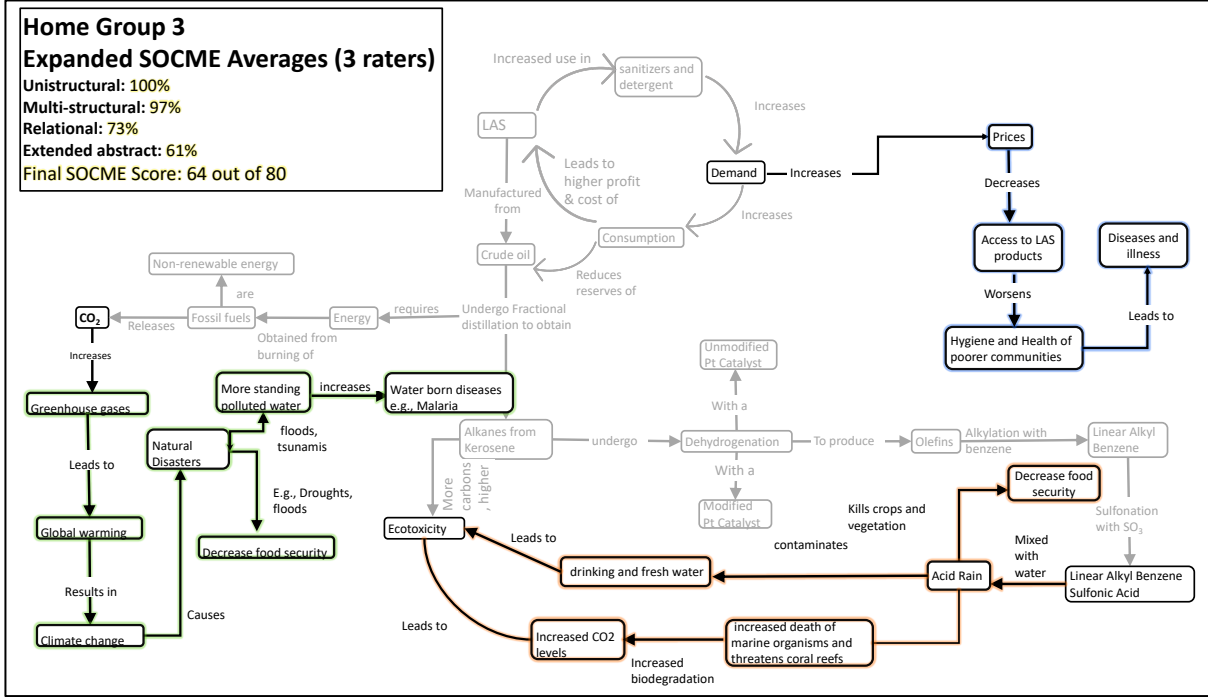 Home Group 3
Expanded SOCME Averages (3 raters)
Unistructural: 100%
Multi-structural: 97%
Relational: 73%
Extended abstract: 61%
Final SOCME Score: 64 out of 80
Increased use in
sanitizers and
detergent
Increases
LAS
Leads to
higher profit
& cost of
Demand
Increases
Prices
Manufactured
from
Increases
Decreases
Consumption
Crude oil
Reduces
reserves of
Access to LAS
products
Diseases and
illness
Non-renewable energy
are
Worsens
Leads to
CO₂
Releases
Fossil fuels
Obtained from
burning of
Energy
requires
Undergo Fractional
distillation to obtain
Hygiene and Health of
poorer communities
Increases
Unmodified
Pt Catalyst
Greenhouse gases
More standing
polluted water
increases
Water born diseases
e.g., Malaria
With a
floods,
tsunamis
Natural
Disasters
Alkanes from
Kerosene
undergo
Dehydrogenation
To produce
Olefins
Alkylation with
benzene
Linear Alkyl
Benzene
Leads to
More
carbons
, higher
With a
Decrease food
security
E.g., Droughts,
floods
Modified
Pt Catalyst
Kills crops and
vegetation
Sulfonation
with SO₃
Global warming
Ecotoxicity
contaminates
Decrease food security
Leads to
Mixed
with
water
drinking and fresh water
Acid Rain
Linear Alkyl Benzene
Sulfonic Acid
Results in
Causes
Leads to
Climate change
Increased CO2
levels
increased death of
marine organisms and
threatens coral reefs
Increased
biodegradation